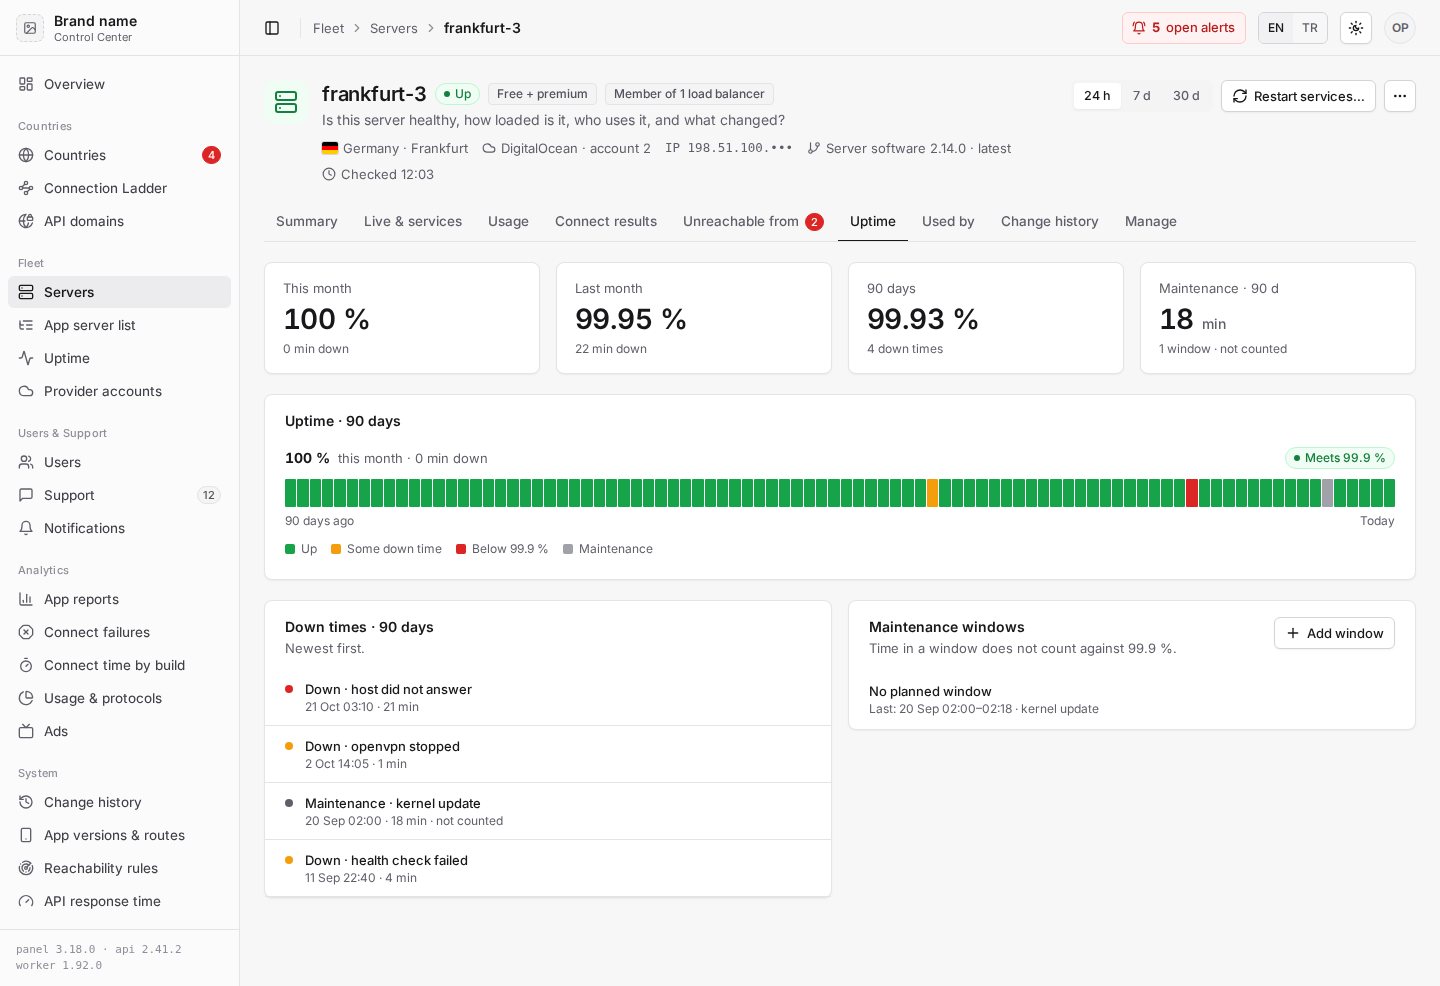 Brand name
Control Center
Overview
Countries
Countries 4
Connection Ladder
API domains
Fleet
Servers
App server list
Uptime
Provider accounts
Users & Support
Users
Support 12
Notifications
Analytics
App reports
Connect failures
Connect time by build
Usage & protocols
Ads
System
Change history
App versions & routes
Reachability rules
API response time
panel 3.18.0 · api 2.41.2
worker 1.92.0
Fleet > Servers > frankfurt-3
5 open alerts
EN TR
OP
frankfurt-3 Up Free + premium Member of 1 load balancer
24 h 7 d 30 d Restart services...
Is this server healthy, how loaded is it, who uses it, and what changed?
Germany · Frankfurt DigitalOcean · account 2 IP 198.51.100.••• Server software 2.14.0 · latest
Checked 12:03
Summary Live & services Usage Connect results Unreachable from 2 Uptime Used by Change history Manage
This month
100 %
0 min down
Last month
99.95 %
22 min down
90 days
99.93 %
4 down times
Maintenance · 90 d
18 min
1 window · not counted
Uptime · 90 days
100 % this month · 0 min down Meets 99.9 %
90 days ago Today
Up Some down time Below 99.9 % Maintenance
Down times · 90 days
Newest first.
Down · host did not answer
21 Oct 03:10 · 21 min
Down · openvpn stopped
2 Oct 14:05 · 1 min
Maintenance · kernel update
20 Sep 02:00 · 18 min · not counted
Down · health check failed
11 Sep 22:40 · 4 min
Maintenance windows
Time in a window does not count against 99.9 %.
Add window
No planned window
Last: 20 Sep 02:00–02:18 · kernel update